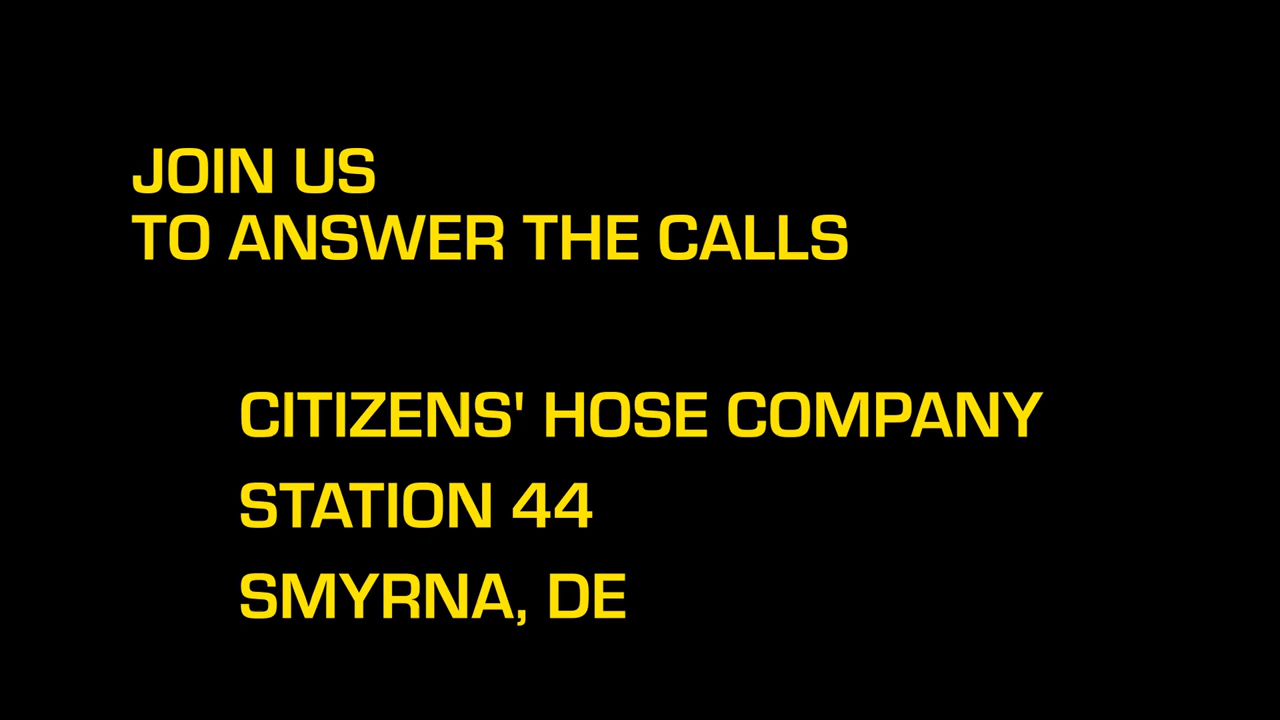 JOIN US
TO ANSWER THE CALLS
CITIZENS' HOSE COMPANY
STATION 44
SMYRNA, DE